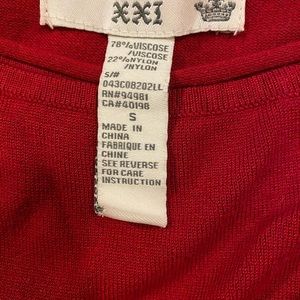 XXI
78%VISCOSE
/VISCOSE
22%NYLON
/NYLON
S/#
043C08202LL
RN#94981
CA#40198
S
MADE IN
CHINA
FABRIQUE EN
CHINE
SEE REVERSE
FOR CARE
INSTRUCTION